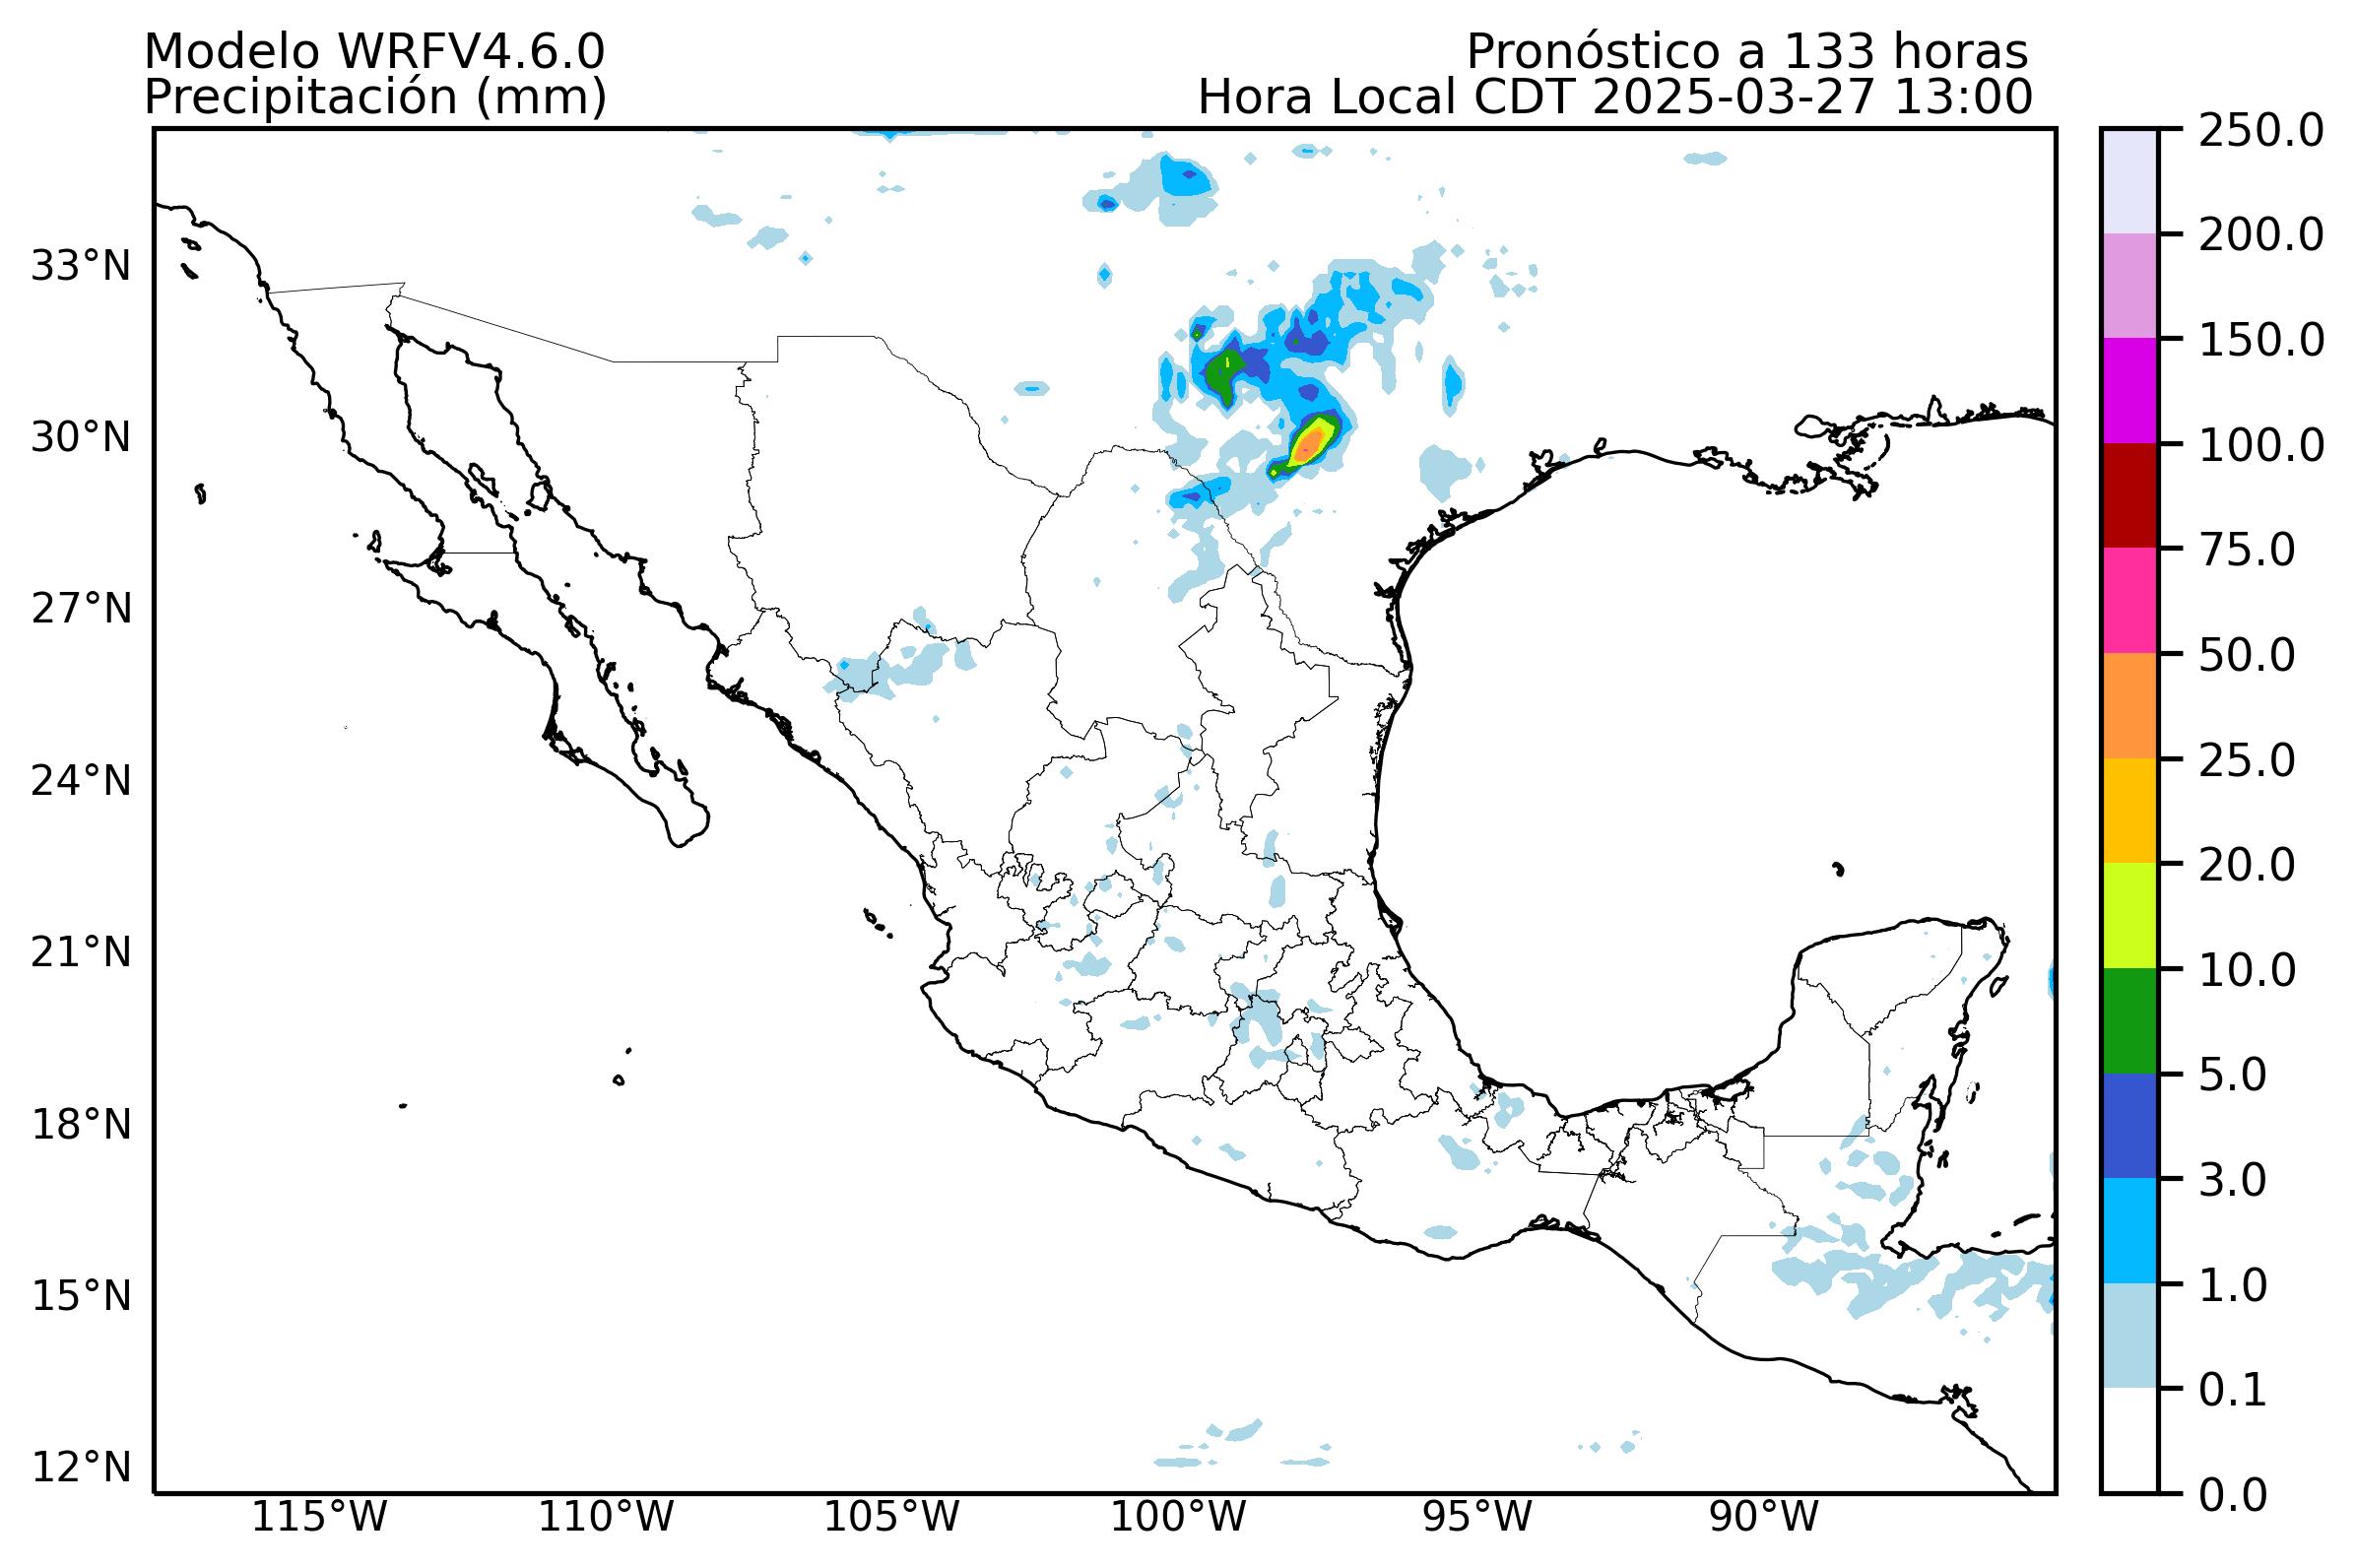 Modelo WRFV4.6.0
Precipitación (mm)
Pronóstico a 133 horas
Hora Local CDT 2025-03-27 13:00
33°N
30°N
27°N
24°N
21°N
18°N
15°N
12°N
115°W
110°W
105°W
100°W
95°W
90°W
250.0
200.0
150.0
100.0
75.0
50.0
25.0
20.0
10.0
5.0
3.0
1.0
0.1
0.0